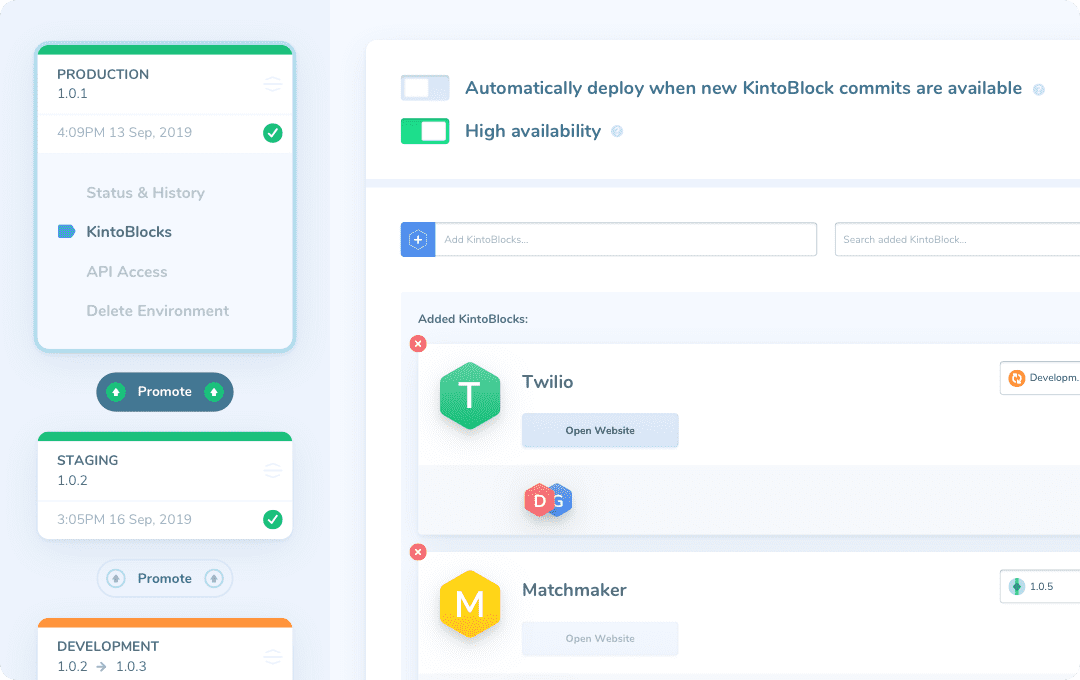 PRODUCTION
1.0.1
4:09PM 13 Sep, 2019
Status & History
KintoBlocks
API Access
Delete Environment
Promote
STAGING
1.0.2
3:05PM 16 Sep, 2019
Promote
DEVELOPMENT
1.0.2 → 1.0.3
Automatically deploy when new KintoBlock commits are available ?
High availability ?
Add KintoBlocks...
Search added KintoBlock...
Added KintoBlocks:
T
Twilio
Developm.
Open Website
D G
M
Matchmaker
1.0.5
Open Website